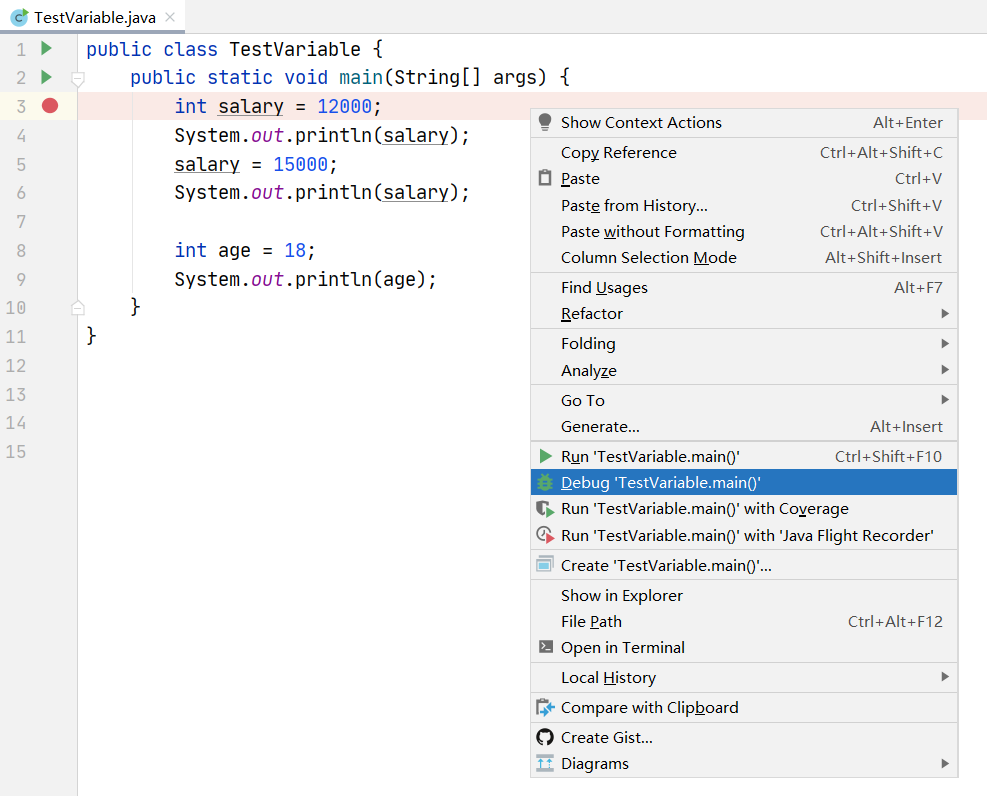 TestVariable.java
1 public class TestVariable {
2 public static void main(String[] args) {
3 int salary = 12000;
4 System.out.println(salary);
5 salary = 15000;
6 System.out.println(salary);
7
8 int age = 18;
9 System.out.println(age);
10 }
11 }
12
13
14
15
Show Context Actions Alt+Enter
Copy Reference Ctrl+Alt+Shift+C
Paste Ctrl+V
Paste from History... Ctrl+Shift+V
Paste without Formatting Ctrl+Alt+Shift+V
Column Selection Mode Alt+Shift+Insert
Find Usages Alt+F7
Refactor
Folding
Analyze
Go To
Generate... Alt+Insert
Run 'TestVariable.main()' Ctrl+Shift+F10
Debug 'TestVariable.main()'
Run 'TestVariable.main()' with Coverage
Run 'TestVariable.main()' with 'Java Flight Recorder'
Create 'TestVariable.main()'...
Show in Explorer
File Path Ctrl+Alt+F12
Open in Terminal
Local History
Compare with Clipboard
Create Gist...
Diagrams